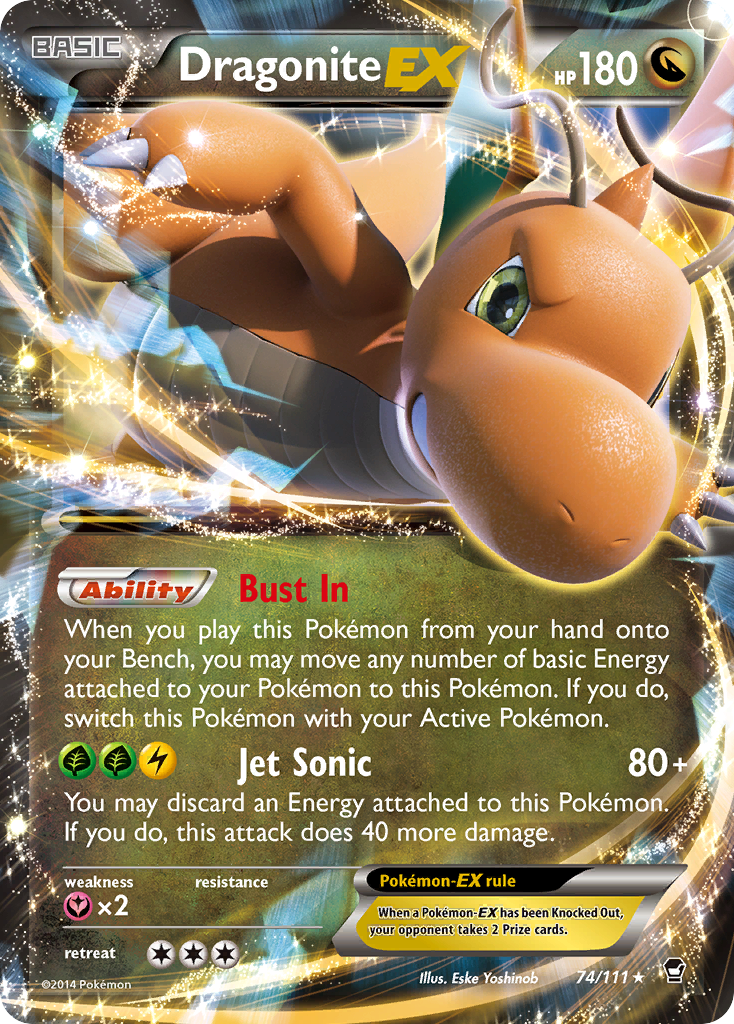 BASIC
Dragonite EX HP 180
Ability Bust In
When you play this Pokémon from your hand onto
your Bench, you may move any number of basic Energy
attached to your Pokémon to this Pokémon. If you do,
switch this Pokémon with your Active Pokémon.
Jet Sonic 80+
You may discard an Energy attached to this Pokémon.
If you do, this attack does 40 more damage.
weakness resistance
×2
retreat
Pokémon-EX rule
When a Pokémon-EX has been Knocked Out,
your opponent takes 2 Prize cards.
©2014 Pokémon
Illus. Eske Yoshinob
74/111 ★